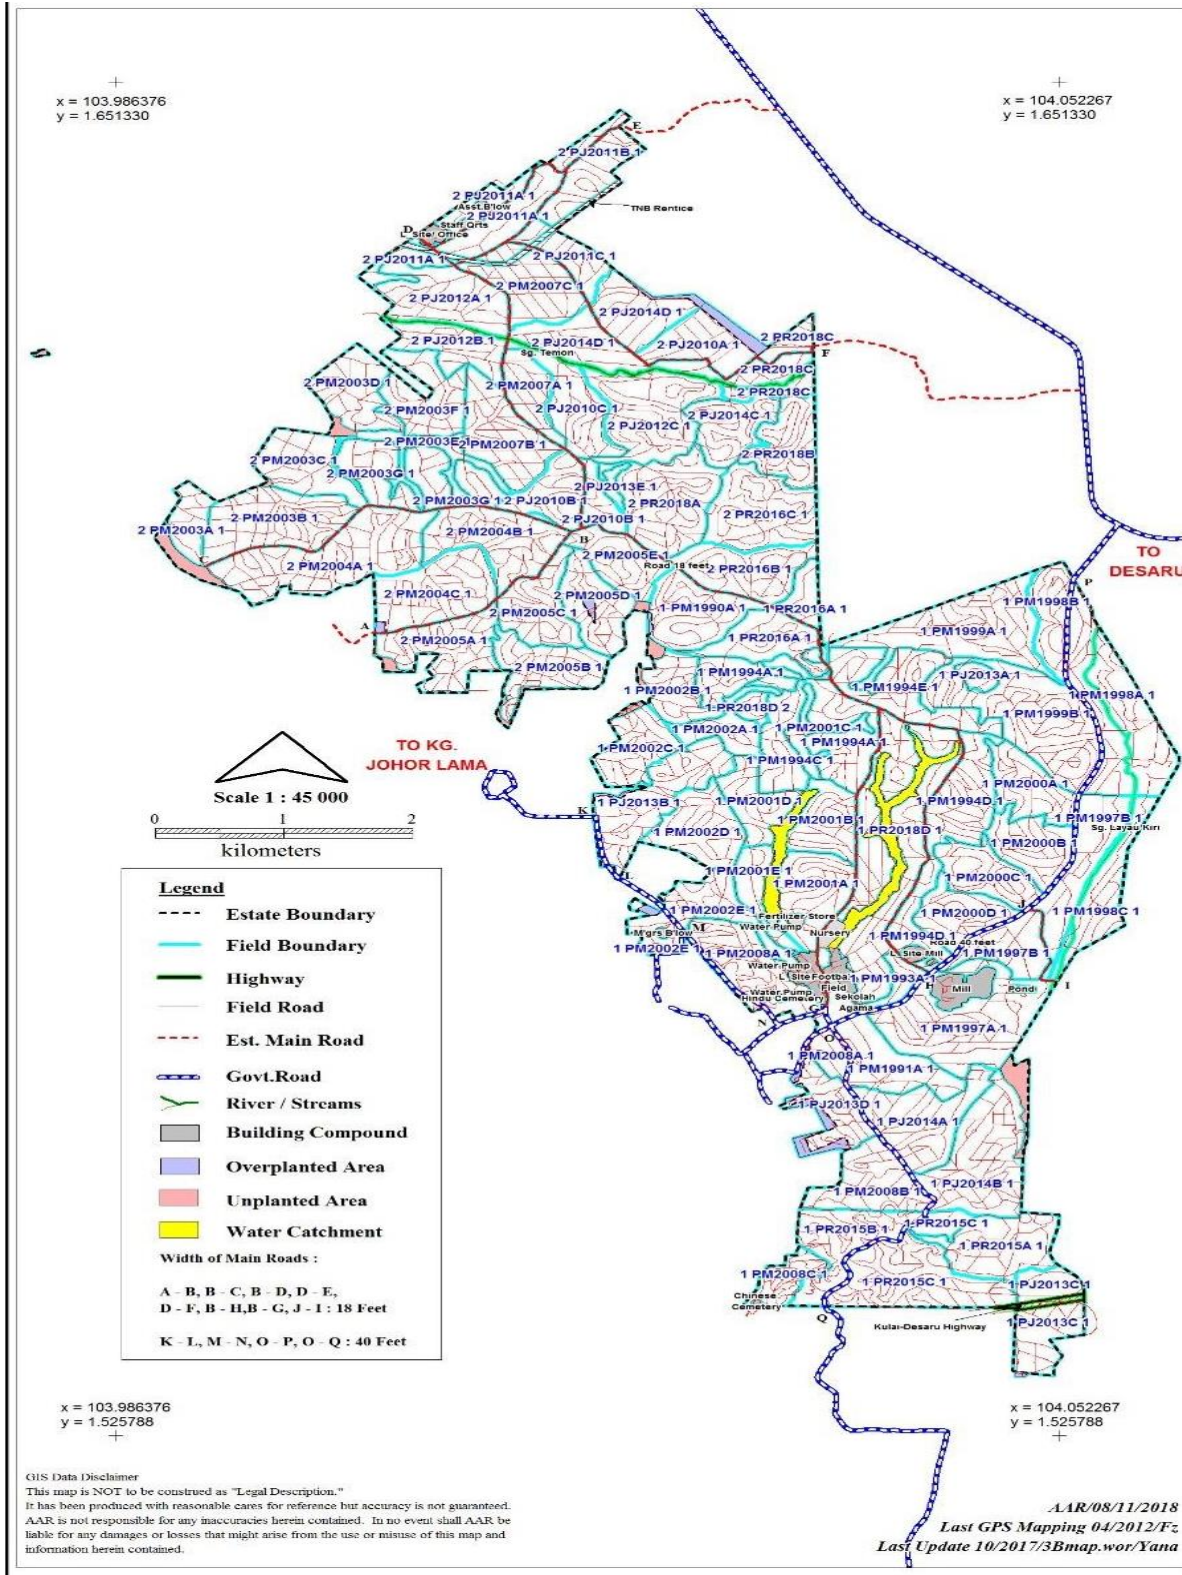 x = 103.986376
y = 1.651330
x = 104.052267
y = 1.651330
E
2 PJ2011B 1
2 PJ2011A 1
Asst.B'low
2 PJ2011A 1
TNB Rentice
Staff Qrts
D
L. Site/ Office
2 PJ2011A 1
2 PJ2011C 1
2 PM2007C 1
2 PJ2012A 1
2 PJ2014D 1
2 PJ2012B 1
2 PJ2014D 1
2 PJ2010A 1
2 PR2018C
F
Sg. Temon
2 PR2018C
2 PM2003D 1
2 PM2007A 1
2 PR2018C
2 PM2003F 1
2 PJ2010C 1
2 PJ2014C 1
2 PJ2012C 1
2 PM2003E
2 PM2007B 1
2 PR2018B
2 PM2003C 1
2 PM2003G 1
2 PJ2013E 1
2 PM2003G 1
2 PJ2010B 1
2 PR2018A
2 PR2016C 1
2 PM2003B 1
2 PJ2010B 1
2 PM2003A 1
2 PM2004B 1
B
C
2 PM2005E 1
TO
DESARU
2 PM2004A 1
Road 18 feet
2 PR2016B 1
P
2 PM2004C 1
2 PM2005D 1
1 PM1998B 1
2 PM2005C 1
1 PM1990A 1
1 PR2016A 1
A
2 PM2005A 1
1 PR2016A 1
1 PM1999A 1
2 PM2005B 1
1 PM1994A 1
1 PJ2013A 1
1 PM2002B 1
1 PM1994E 1
1 PM1998A 1
1 PR2018D 2
1 PM1999B 1
1 PM2002A 1
1 PM2001C 1
1 PM2002C 1
1 PM1994A 1
1 PM1994C 1
TO KG.
JOHOR LAMA
1 PM2000A 1
Scale 1 : 45 000
1 PJ2013B 1
1 PM2001D 1
1 PM1994D 1
K
0 1 2
kilometers
1 PM2001B 1
1 PM1997B 1
1 PM2002D 1
1 PR2018D 1
Sg. Layau Kiri
1 PM2000B 1
L
1 PM2001E 1
1 PM2001A 1
1 PM2000C 1
1 PM2002E 1
J
1 PM2000D 1
1 PM1998C 1
Fertilizer Store
M
Water Pump
M'grs B'low
Nursery
1 PM1994D 1
Road 40 feet
1 PM2002E 1
1 PM2008A 1
L. Site Mill
1 PM1997B 1
Water Pump
L. Site
Footba
Field
1 PM1993A 1
H
Mill
Pond
I
Water Pump
Hindu Cemetery
Sekolah
Agama
G
N
1 PM1997A 1
O
1 PM2008A 1
1 PM1991A 1
1 PJ2013D 1
1 PJ2014A 1
1 PM2008B 1
1 PJ2014B 1
1 PR2015B 1
1 PR2015C 1
1 PR2015A 1
1 PM2008C 1
1 PR2015C 1
1 PJ2013C 1
Chinese
Cemetery
Q
Kulai-Desaru Highway
1 PJ2013C 1
Legend
Estate Boundary
Field Boundary
Highway
Field Road
Est. Main Road
Govt.Road
River / Streams
Building Compound
Overplanted Area
Unplanted Area
Water Catchment
Width of Main Roads :
A - B, B - C, B - D, D - E,
D - F, B - H,B - G, J - I : 18 Feet
K - L, M - N, O - P, O - Q : 40 Feet
x = 103.986376
y = 1.525788
x = 104.052267
y = 1.525788
GIS Data Disclaimer
This map is NOT to be construed as "Legal Description."
It has been produced with reasonable cares for reference but accuracy is not guaranteed.
AAR is not responsible for any inaccuracies herein contained. In no event shall AAR be
liable for any damages or losses that might arise from the use or misuse of this map and
information herein contained.
AAR/08/11/2018
Last GPS Mapping 04/2012/Fz
Last Update 10/2017/3Bmap.wor/Yana